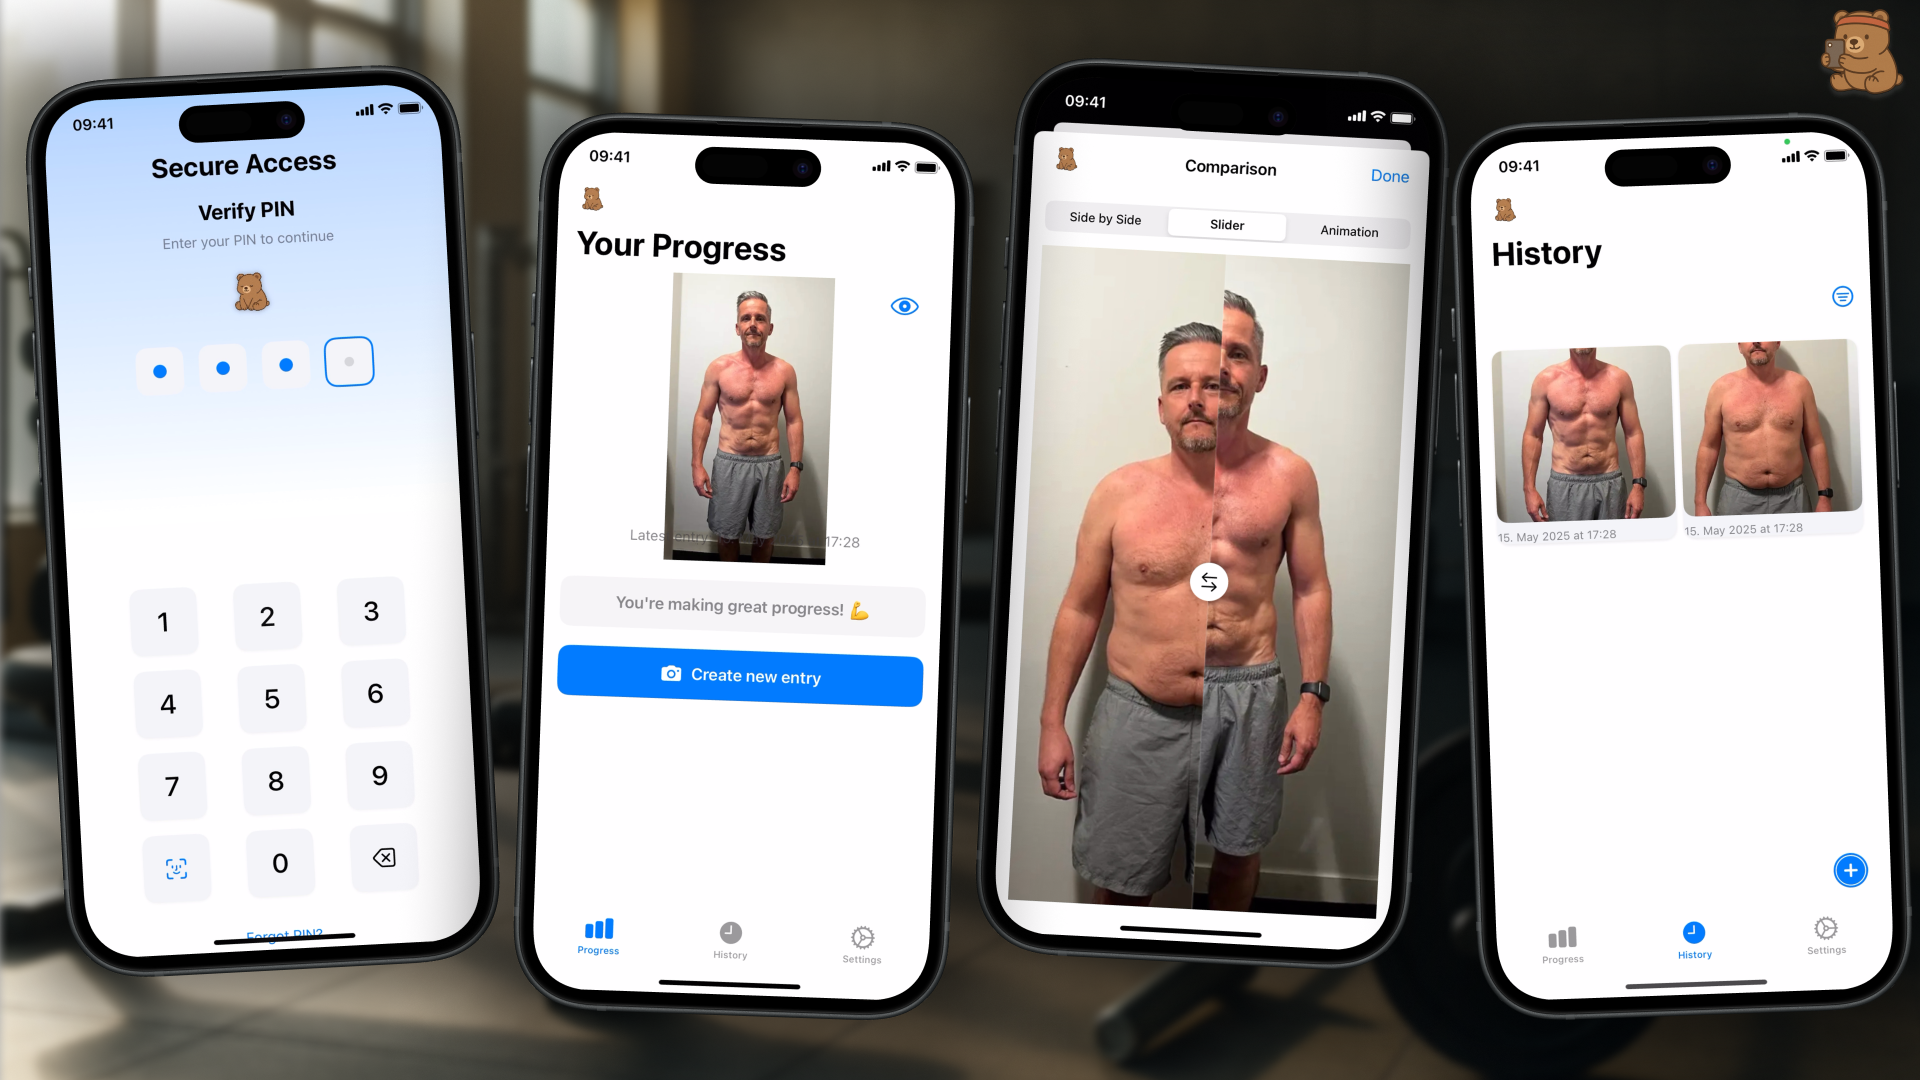 09:41
Secure Access
Verify PIN
Enter your PIN to continue
1 2 3
4 5 6
7 8 9
0
Forgot PIN?
09:41
Your Progress
Latest entry 17:28
You're making great progress! 💪
Create new entry
Progress History Settings
09:41
Comparison Done
Side by Side Slider Animation
09:41
History
15. May 2025 at 17:28
15. May 2025 at 17:28
Progress History Settings